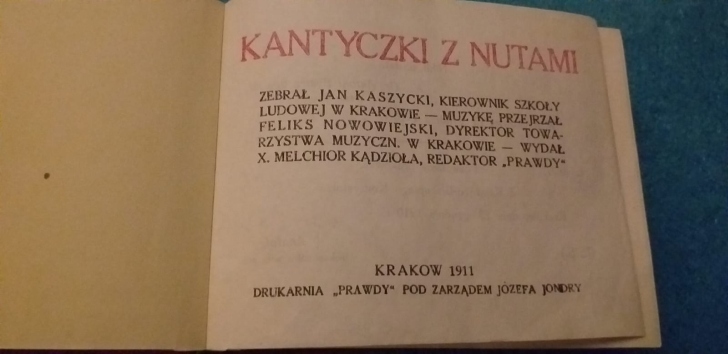 KANTYCZKI Z NUTAMI
ZEBRAŁ JAN KASZYCKI, KIEROWNIK SZKOŁY
LUDOWEJ W KRAKOWIE — MUZYKĘ PRZEJRZAŁ
FELIKS NOWOWIEJSKI, DYREKTOR TOWA-
RZYSTWA MUZYCZN. W KRAKOWIE — WYDAŁ
X. MELCHIOR KĄDZIOŁA, REDAKTOR „PRAWDY“
KRAKOW 1911
DRUKARNIA „PRAWDY“ POD ZARZĄDEM JÓZEFA JONDRY